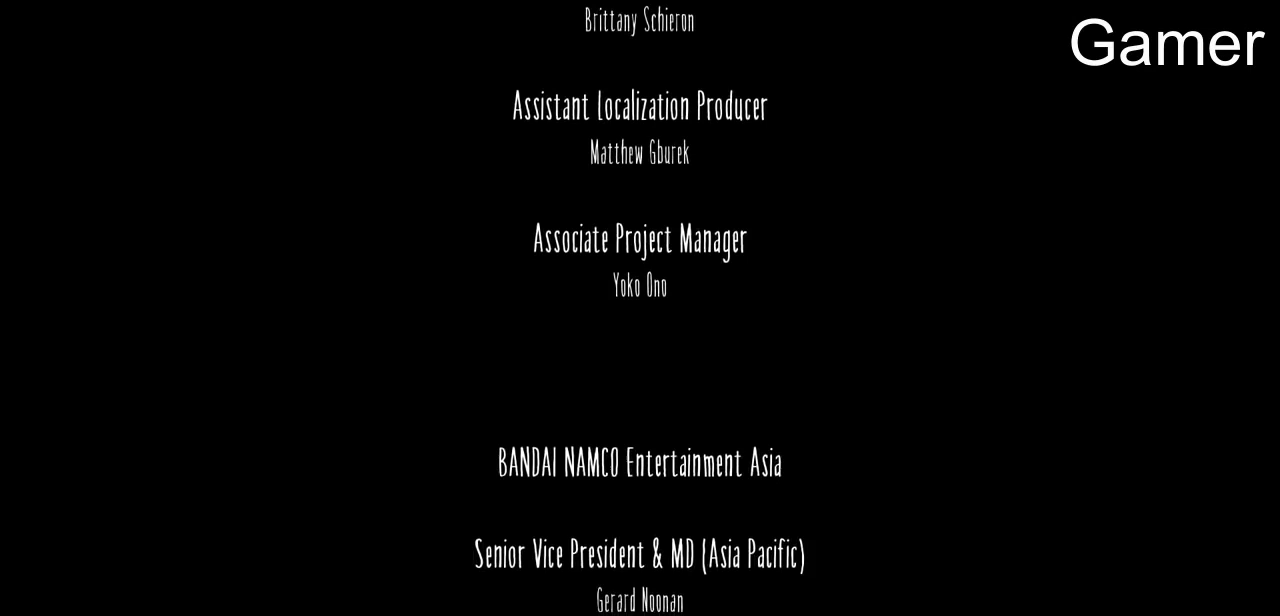 Brittany Schieron
Gamer
Assistant Localization Producer
Matthew Gburek
Associate Project Manager
Yoko Ono
BANDAI NAMCO Entertainment Asia
Senior Vice President & MD (Asia Pacific)
Gerard Noonan